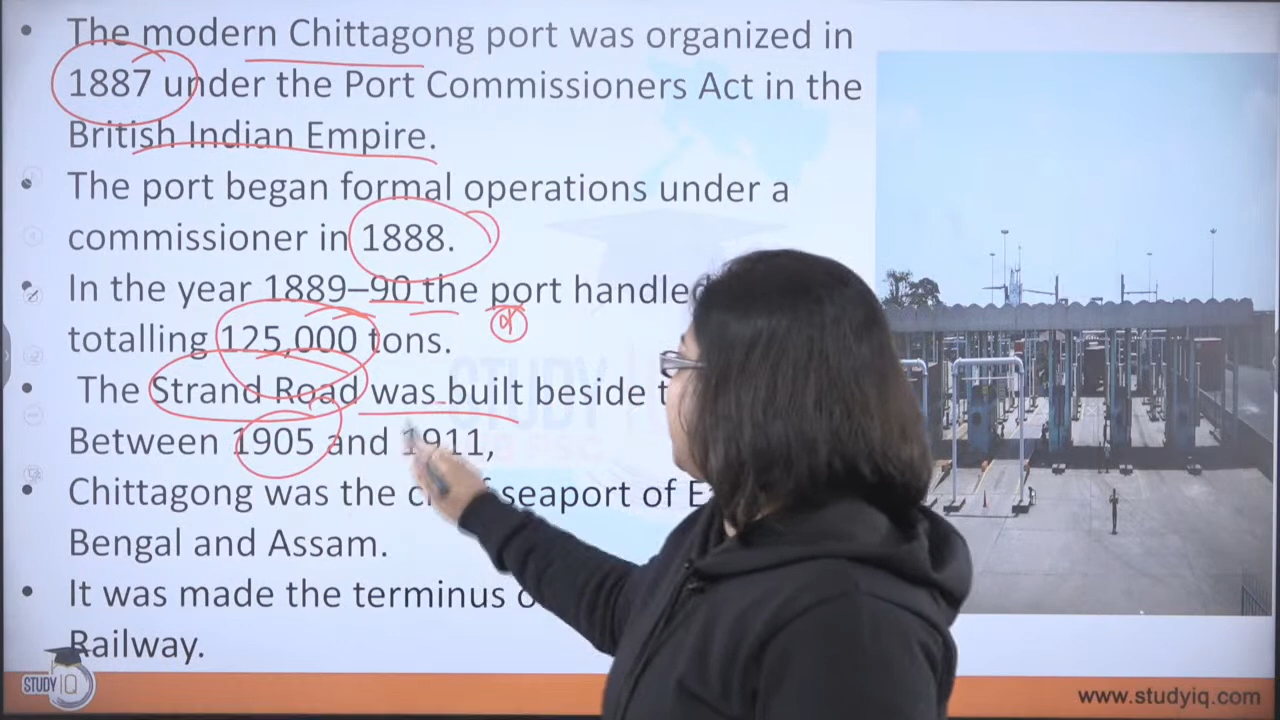 • The modern Chittagong port was organized in
1887 under the Port Commissioners Act in the
British Indian Empire.
• The port began formal operations under a
commissioner in 1888.
• In the year 1889–90 the port handled
totalling 125,000 tons.
• The Strand Road was built beside
Between 1905 and 1911,
• Chittagong was the seaport of
Bengal and Assam.
• It was made the terminus
Railway.
STUDY IQ
www.studyiq.com